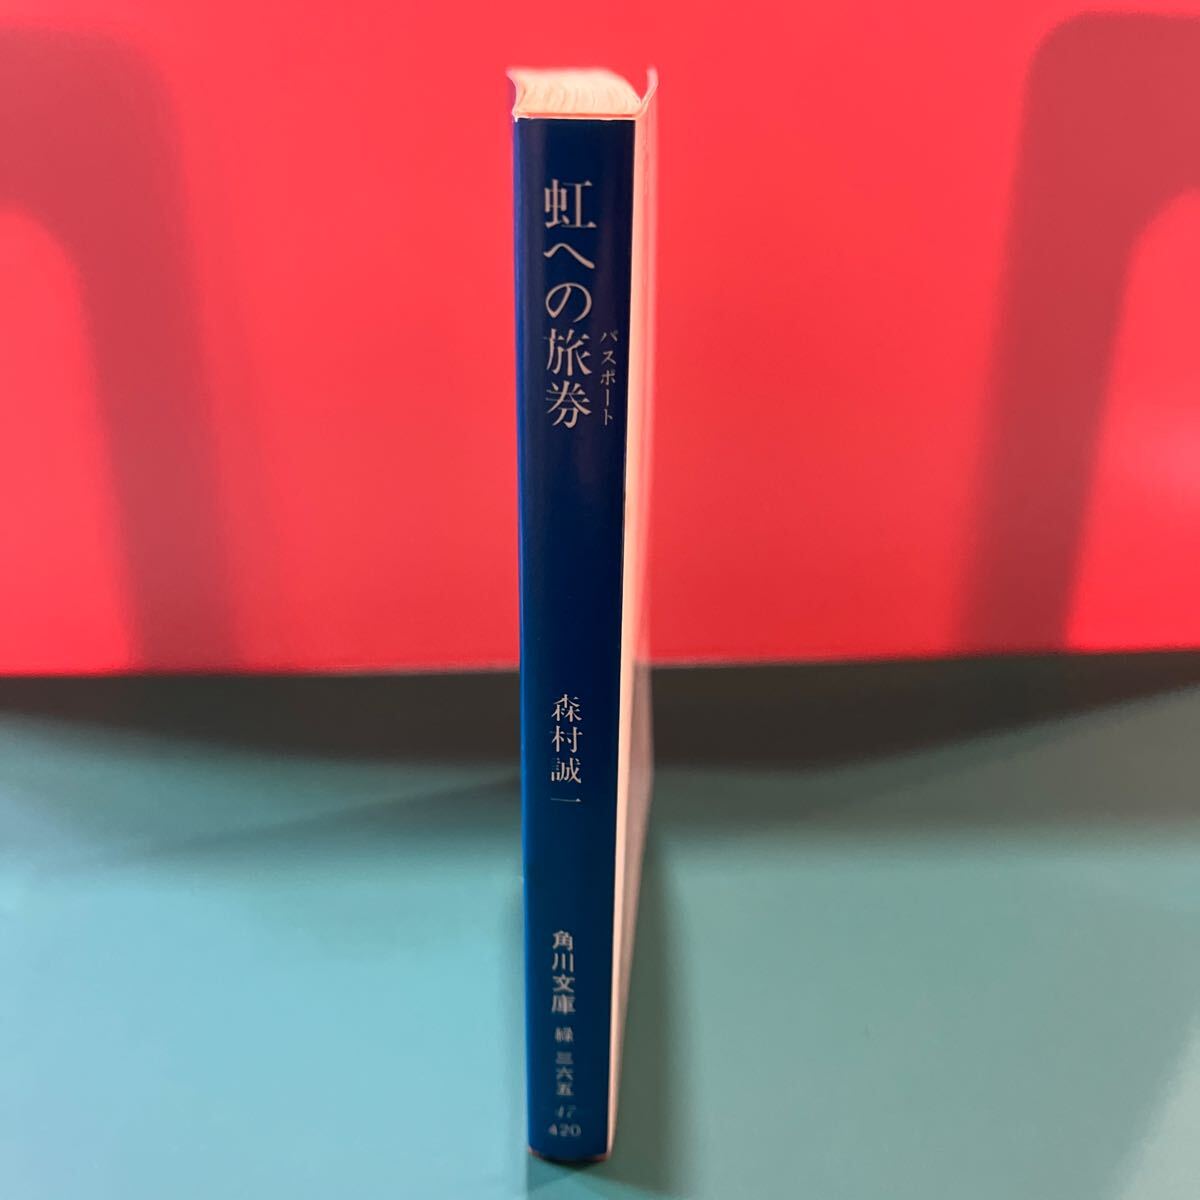 虹への旅券
パスポート
森村誠一
角川文庫
緑 三六五
47
420